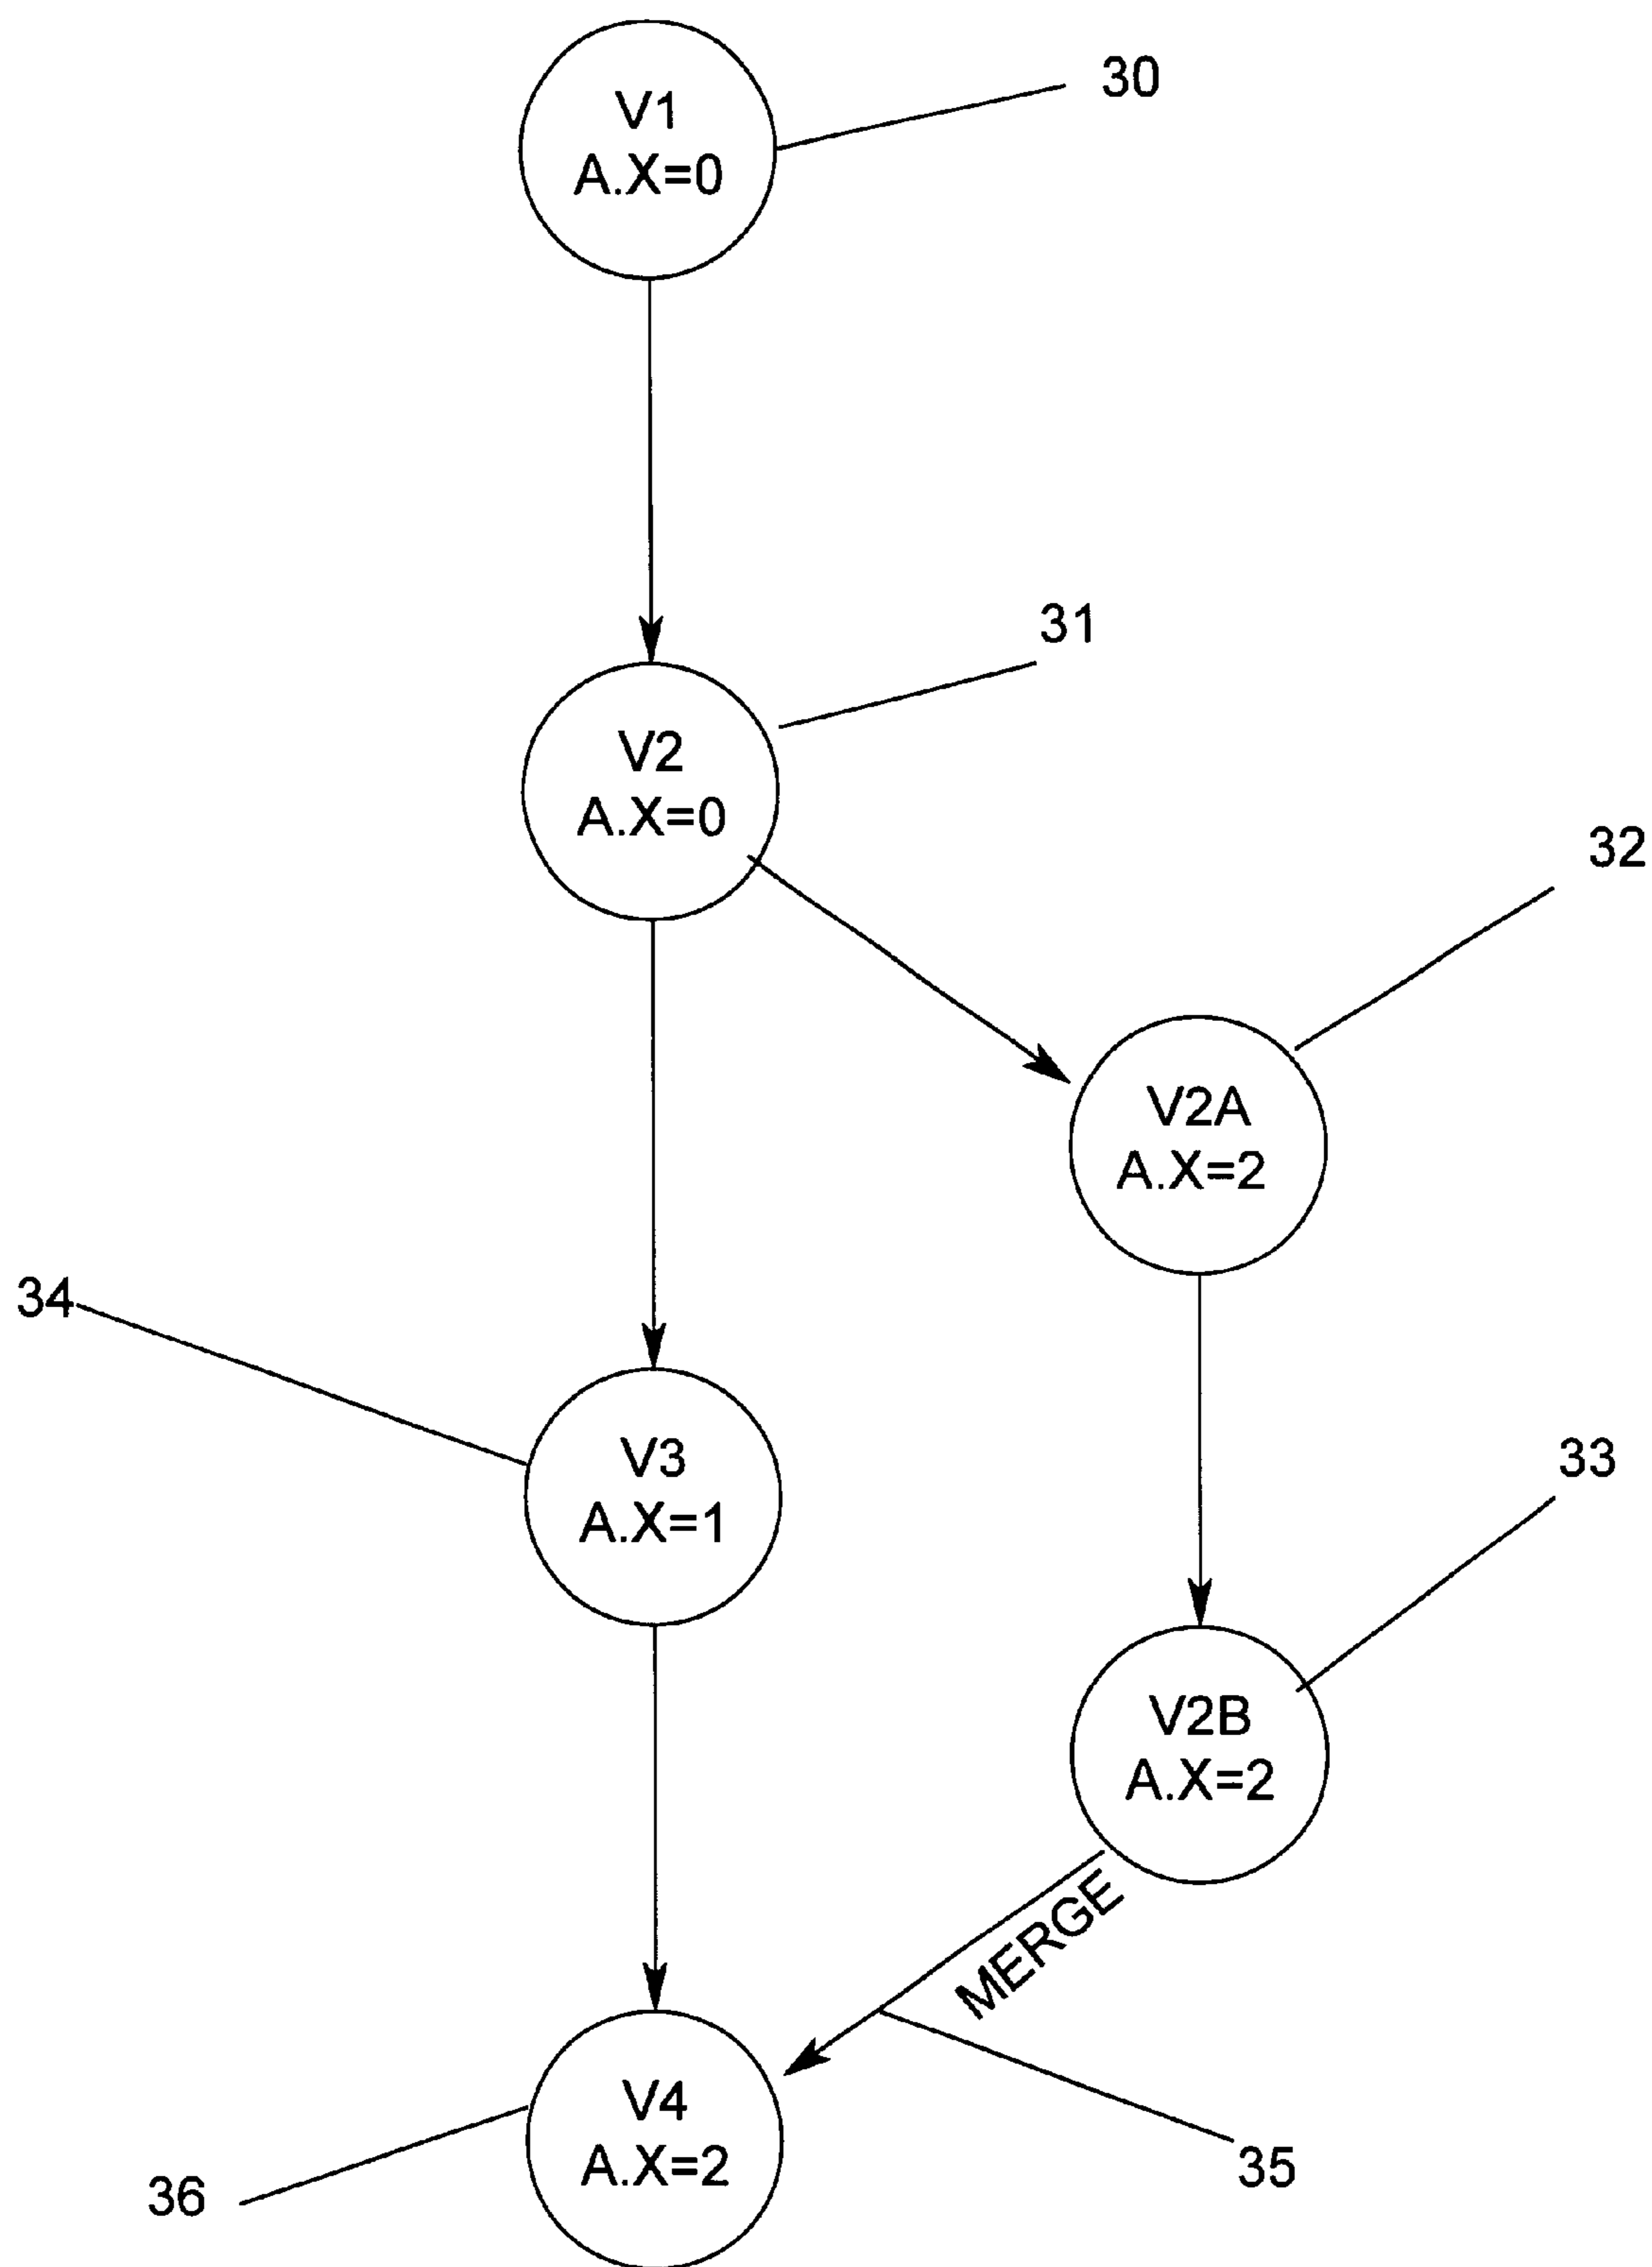 V1
A.X=0
30
31
V2
A.X=0
32
V2A
A.X=2
34
V3
A.X=1
33
V2B
A.X=2
MERGE
V4
A.X=2
35
36